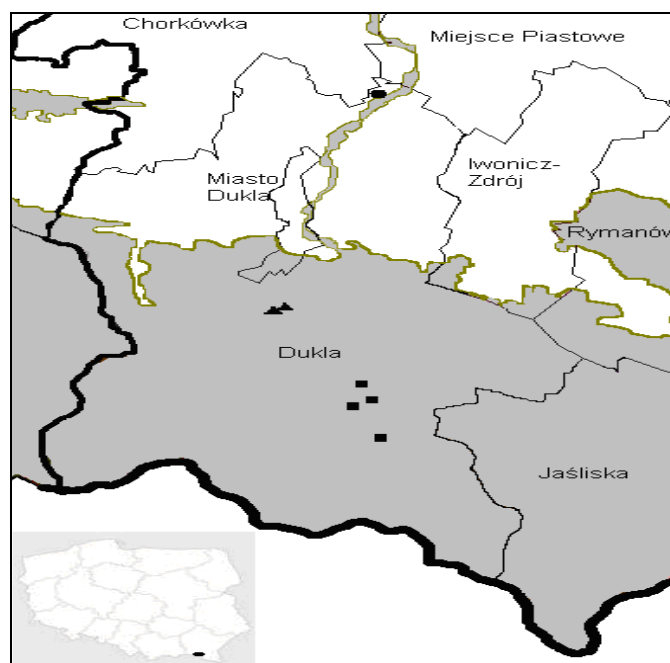 Chorkówka
Miejsce Piastowe
Miasto
Dukla
Iwonicz-
Zdrój
Rymanów
Dukla
Jaśliska